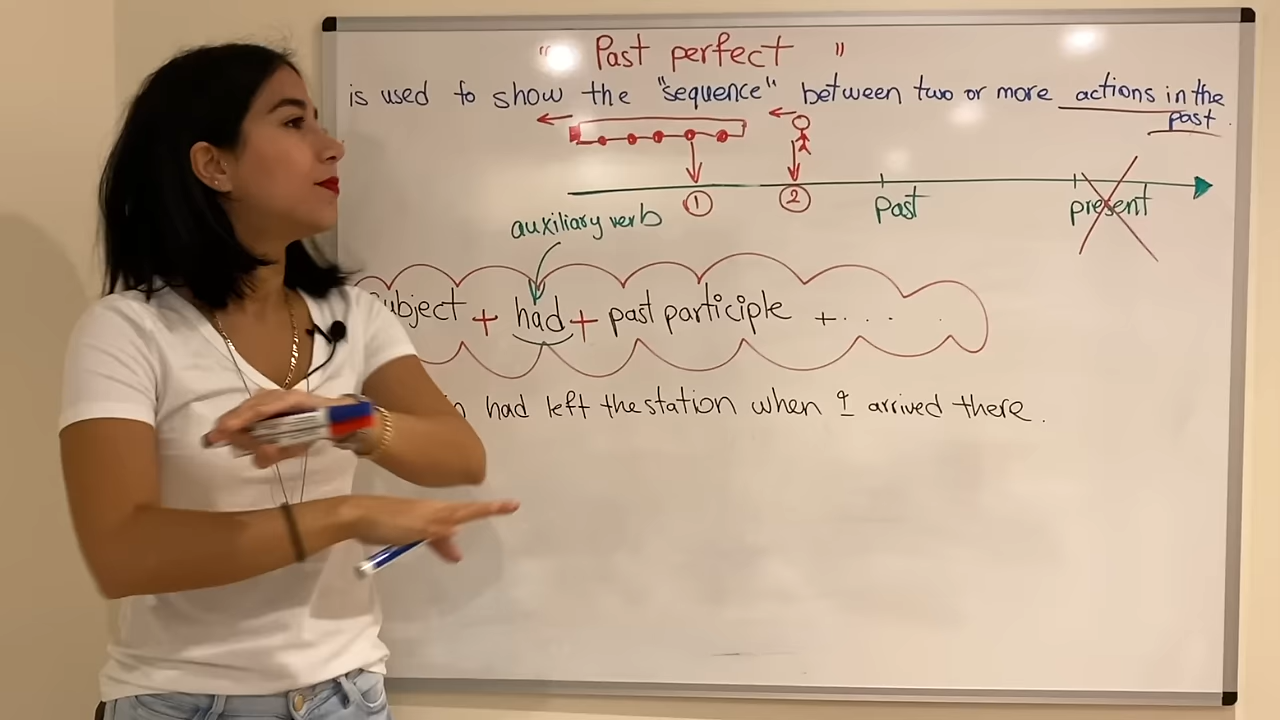 " Past perfect "
is used to show the "sequence" between two or more actions in the
past.
① ② past present
auxiliary verb
subject + had + past participle +. . . .
had left the station when I arrived there.